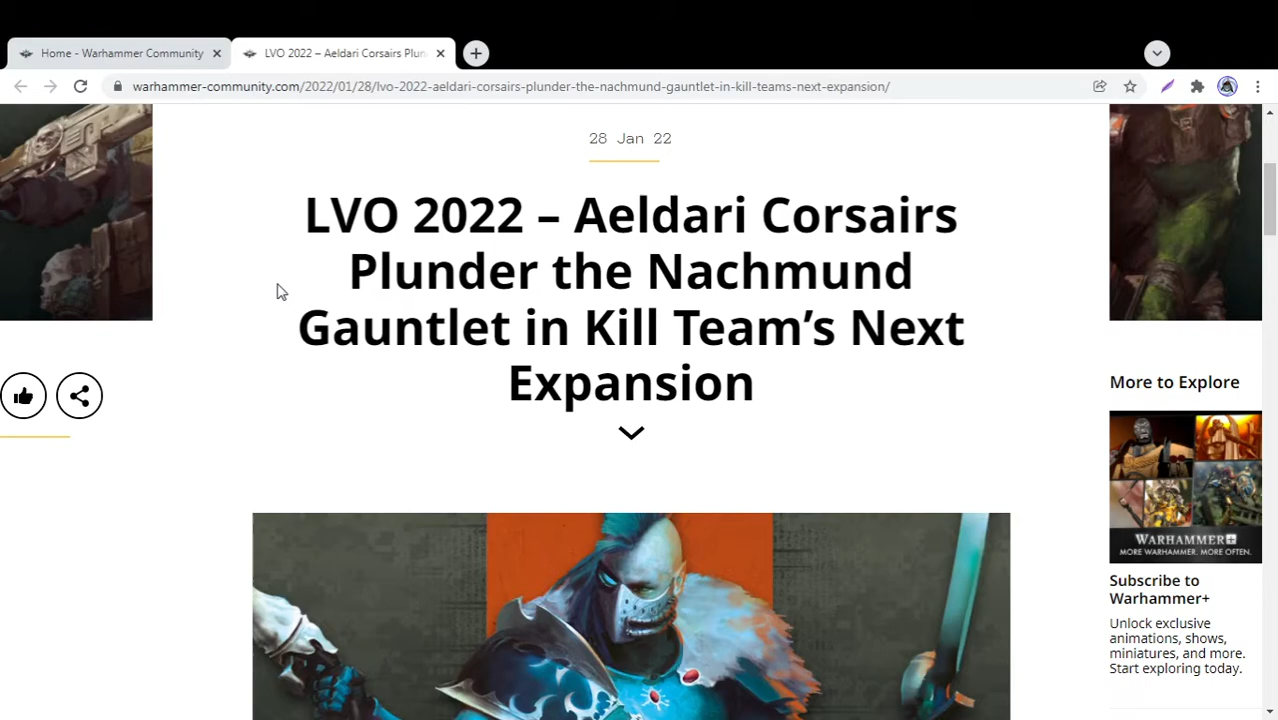 Home - Warhammer Community
LVO 2022 – Aeldari Corsairs Plun
warhammer-community.com/2022/01/28/lvo-2022-aeldari-corsairs-plunder-the-nachmund-gauntlet-in-kill-teams-next-expansion/
28 Jan 22
LVO 2022 – Aeldari Corsairs
Plunder the Nachmund
Gauntlet in Kill Team’s Next
Expansion
More to Explore
WARHAMMER+
MORE WARHAMMER. MORE OFTEN.
Subscribe to
Warhammer+
Unlock exclusive
animations, shows,
miniatures, and more.
Start exploring today.